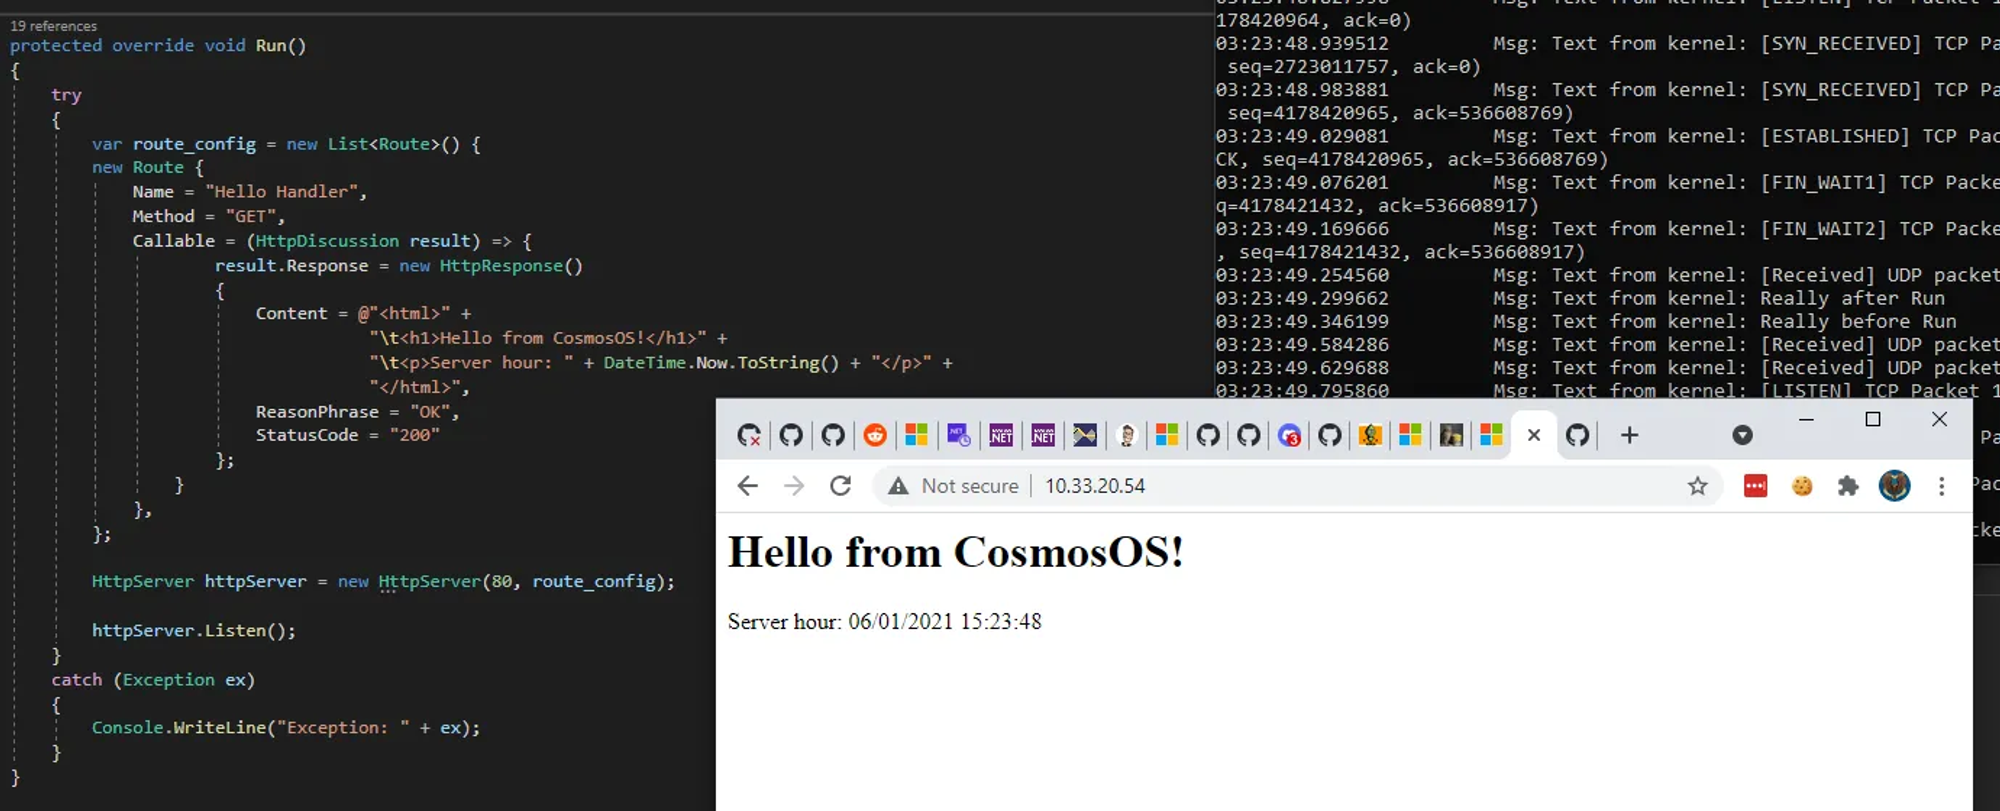 19 references
protected override void Run()
{
try
{
var route_config = new List<Route>() {
new Route {
Name = "Hello Handler",
Method = "GET",
Callable = (HttpDiscussion result) => {
result.Response = new HttpResponse()
{
Content = @"<html>" +
"\t<h1>Hello from CosmosOS!</h1>" +
"\t<p>Server hour: " + DateTime.Now.ToString() + "</p>" +
"</html>",
ReasonPhrase = "OK",
StatusCode = "200"
};
}
},
};
HttpServer httpServer = new HttpServer(80, route_config);
httpServer.Listen();
}
catch (Exception ex)
{
Console.WriteLine("Exception: " + ex);
}
}
178420964, ack=0)
03:23:48.939512 Msg: Text from kernel: [SYN_RECEIVED] TCP Pa
seq=2723011757, ack=0)
03:23:48.983881 Msg: Text from kernel: [SYN_RECEIVED] TCP Pa
seq=4178420965, ack=536608769)
03:23:49.029081 Msg: Text from kernel: [ESTABLISHED] TCP Pac
CK, seq=4178420965, ack=536608769)
03:23:49.076201 Msg: Text from kernel: [FIN_WAIT1] TCP Packe
q=4178421432, ack=536608917)
03:23:49.169666 Msg: Text from kernel: [FIN_WAIT2] TCP Packe
, seq=4178421432, ack=536608917)
03:23:49.254560 Msg: Text from kernel: [Received] UDP packet
03:23:49.299662 Msg: Text from kernel: Really after Run
03:23:49.346199 Msg: Text from kernel: Really before Run
03:23:49.584286 Msg: Text from kernel: [Received] UDP packet
03:23:49.629688 Msg: Text from kernel: [Received] UDP packet
03:23:49.795860 Msg: Text from kernel: [LISTEN] TCP Packet 1
Pa
Pac
cke
.NET
.NET
.NET
3
Not secure
10.33.20.54
Hello from CosmosOS!
Server hour: 06/01/2021 15:23:48